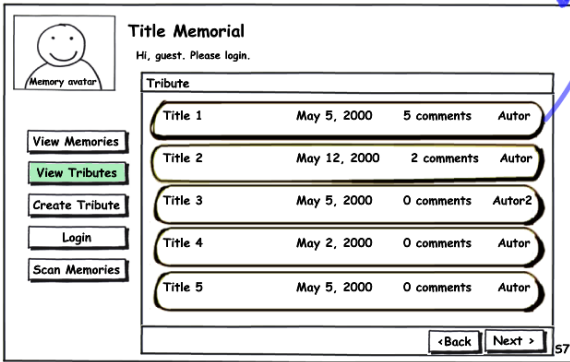 Title Memorial
Hi, guest. Please login.
Memory avatar
Tribute
Title 1 May 5, 2000 5 comments Autor
Title 2 May 12, 2000 2 comments Autor
Title 3 May 5, 2000 0 comments Autor2
Title 4 May 2, 2000 0 comments Autor
Title 5 May 5, 2000 0 comments Autor
View Memories
View Tributes
Create Tribute
Login
Scan Memories
<Back Next >
57